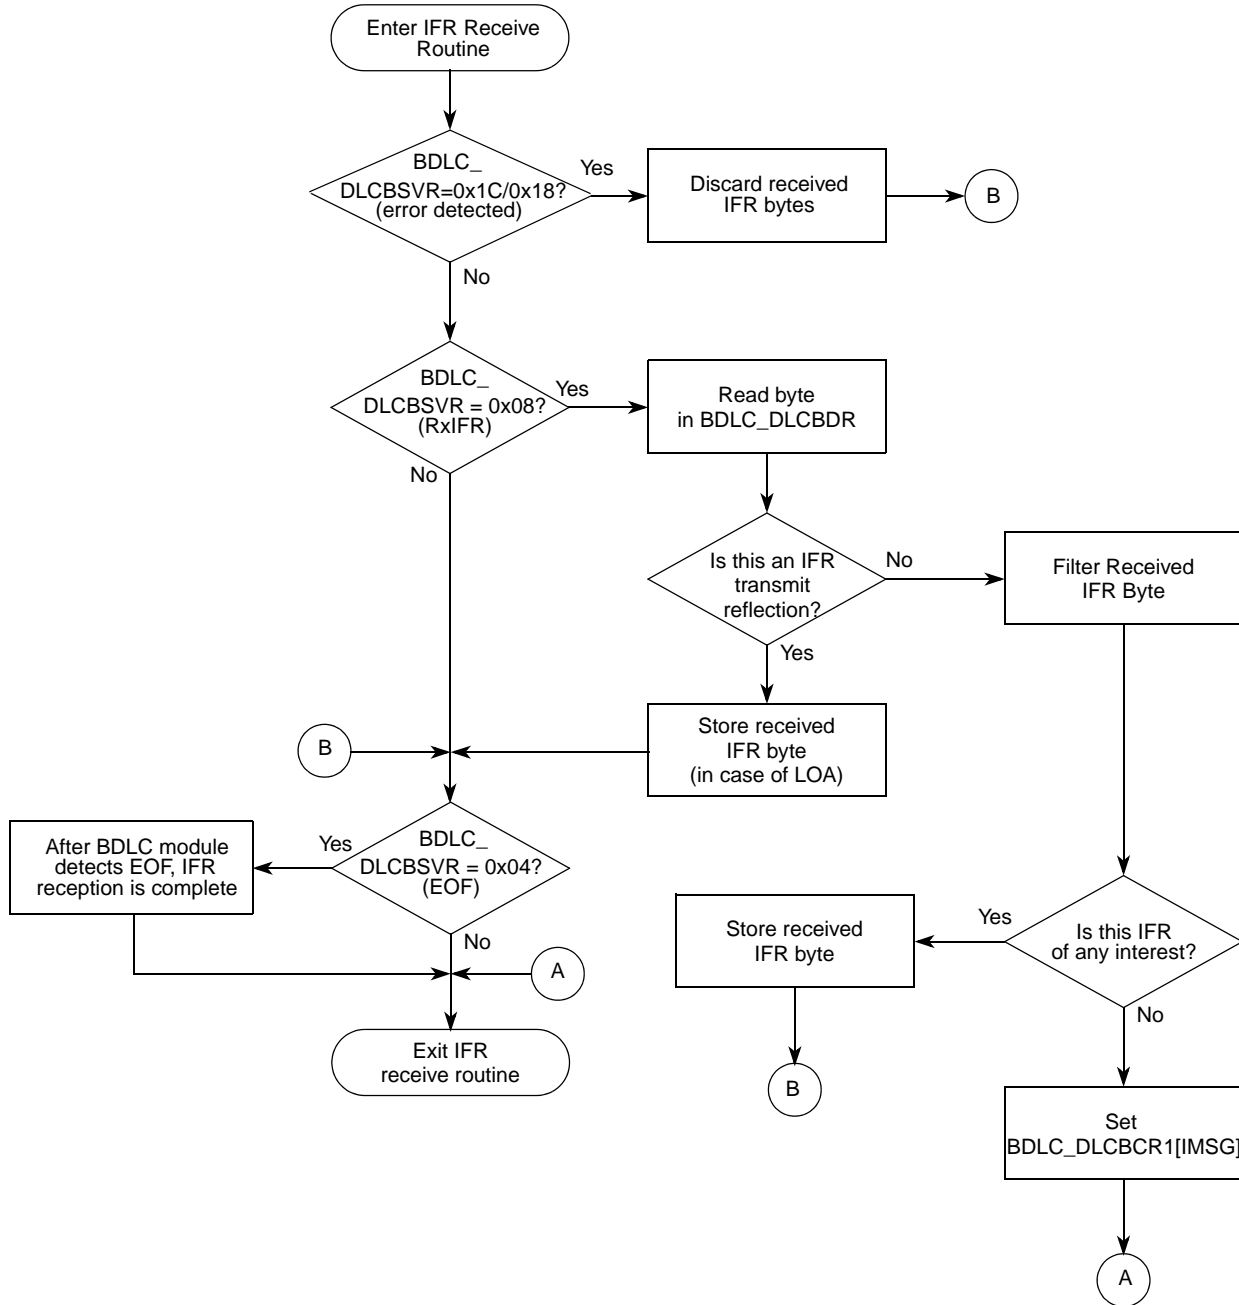 Enter IFR Receive
Routine
BDLC_
DLCBSVR=0x1C/0x18?
(error detected)
Yes
Discard received
IFR bytes
B
No
BDLC_
DLCBSVR = 0x08?
(RxIFR)
Yes
Read byte
in BDLC_DLCBDR
No
Is this an IFR
transmit
reflection?
No
Filter Received
IFR Byte
Yes
Store received
IFR byte
(in case of LOA)
B
BDLC_
DLCBSVR = 0x04?
(EOF)
Yes
After BDLC module
detects EOF, IFR
reception is complete
No
A
Exit IFR
receive routine
Is this IFR
of any interest?
Yes
Store received
IFR byte
B
No
Set
BDLC_DLCBCR1[IMSG]
A